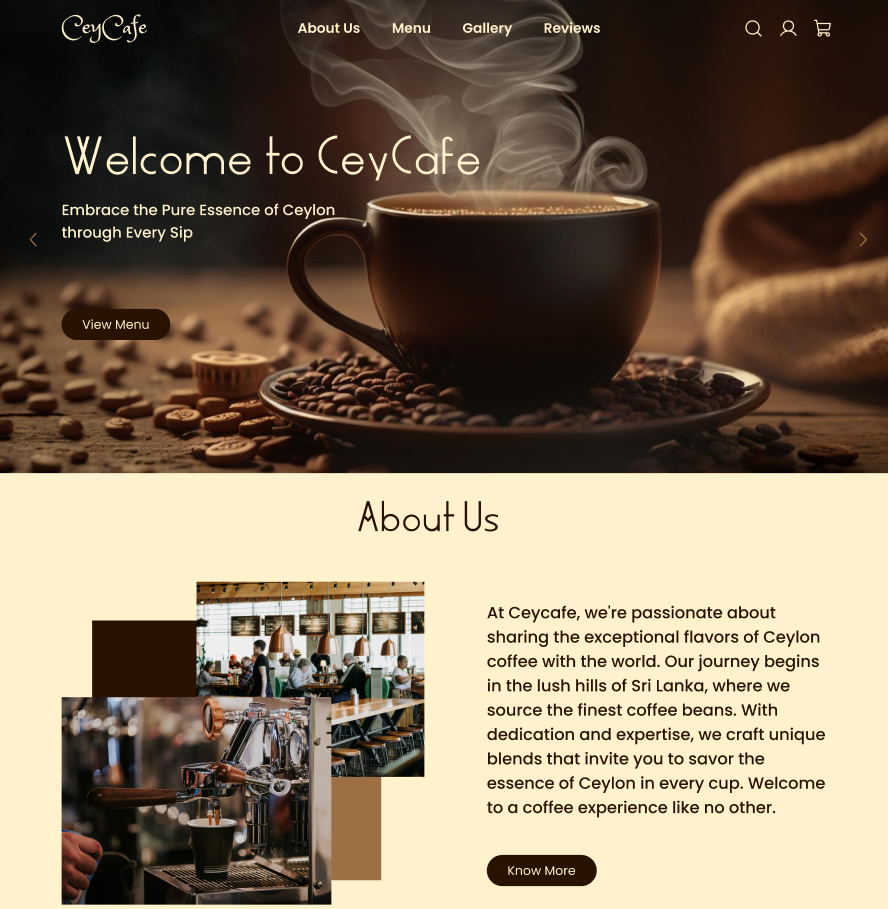 CeyCafe
About Us
Menu
Gallery
Reviews
Welcome to CeyCafe
Embrace the Pure Essence of Ceylon
through Every Sip
View Menu
About Us
At Ceycafe, we're passionate about
sharing the exceptional flavors of Ceylon
coffee with the world. Our journey begins
in the lush hills of Sri Lanka, where we
source the finest coffee beans. With
dedication and expertise, we craft unique
blends that invite you to savor the
essence of Ceylon in every cup. Welcome
to a coffee experience like no other.
Know More